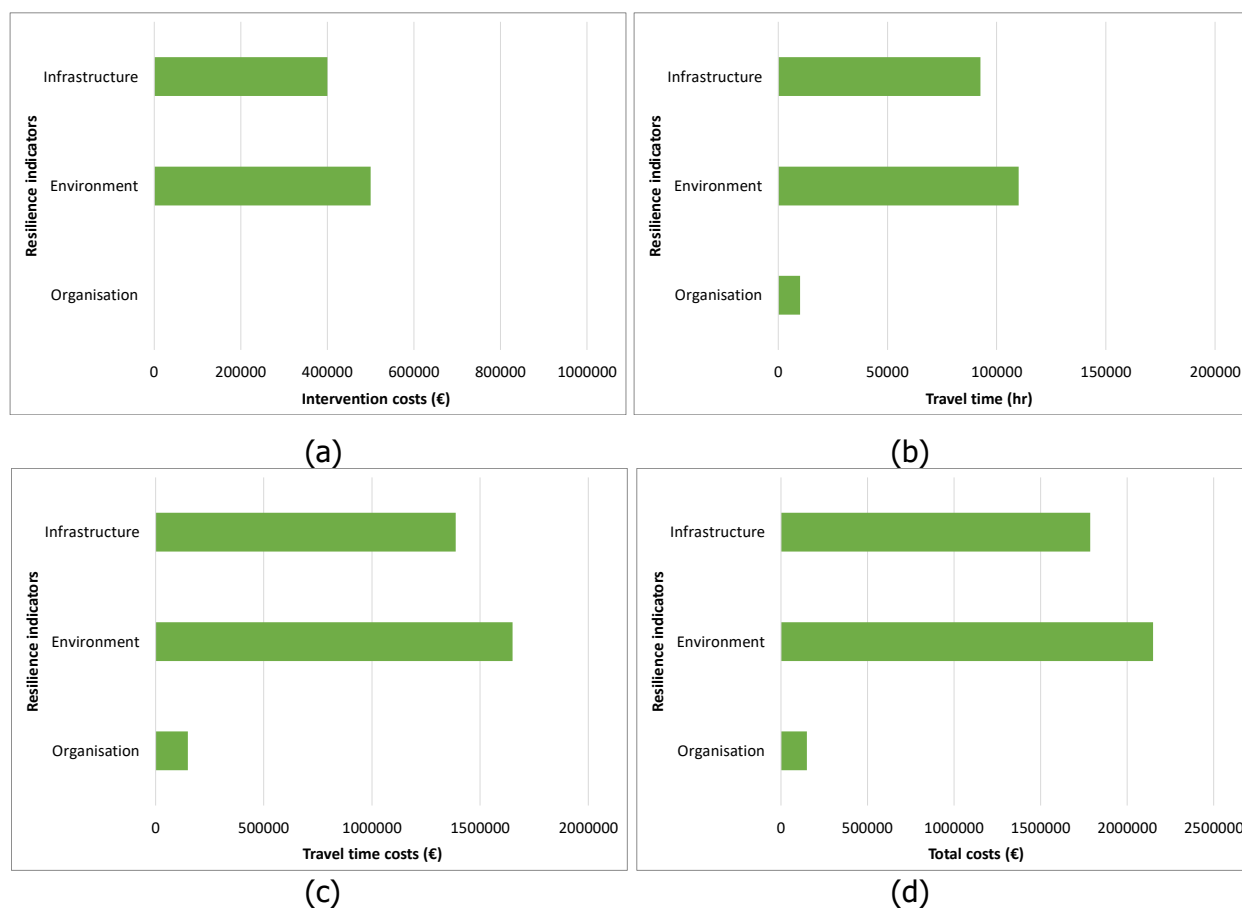 Resilience indicators
Infrastructure
Environment
Organisation
0 200000 400000 600000 800000 1000000
Intervention costs (€)
(a)
Resilience indicators
Infrastructure
Environment
Organisation
0 50000 100000 150000 200000
Travel time (hr)
(b)
Resilience indicators
Infrastructure
Environment
Organisation
0 500000 1000000 1500000 2000000
Travel time costs (€)
(c)
Resilience indicators
Infrastructure
Environment
Organisation
0 500000 1000000 1500000 2000000 2500000
Total costs (€)
(d)